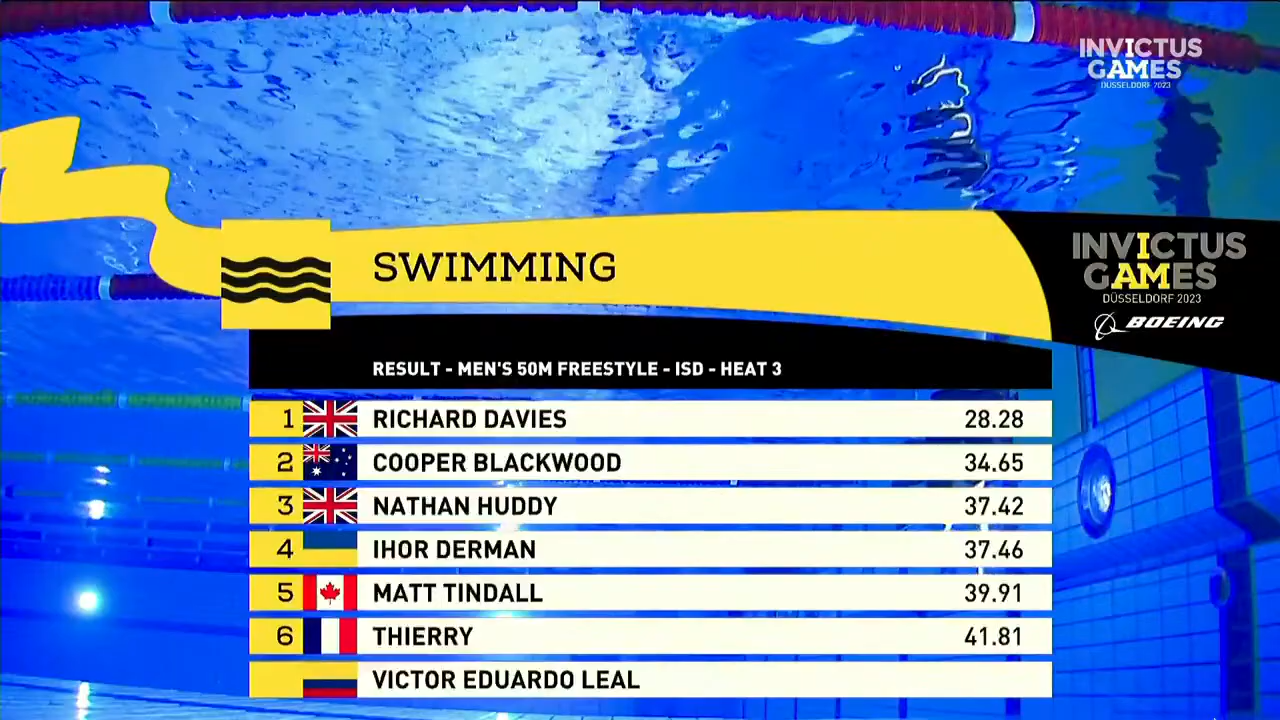 INVICTUS
GAMES
DÜSSELDORF 2023
SWIMMING
INVICTUS
GAMES
DÜSSELDORF 2023
BOEING
RESULT - MEN'S 50M FREESTYLE - ISD - HEAT 3
1 RICHARD DAVIES 28.28
2 COOPER BLACKWOOD 34.65
3 NATHAN HUDDY 37.42
4 IHOR DERMAN 37.46
5 MATT TINDALL 39.91
6 THIERRY 41.81
VICTOR EDUARDO LEAL